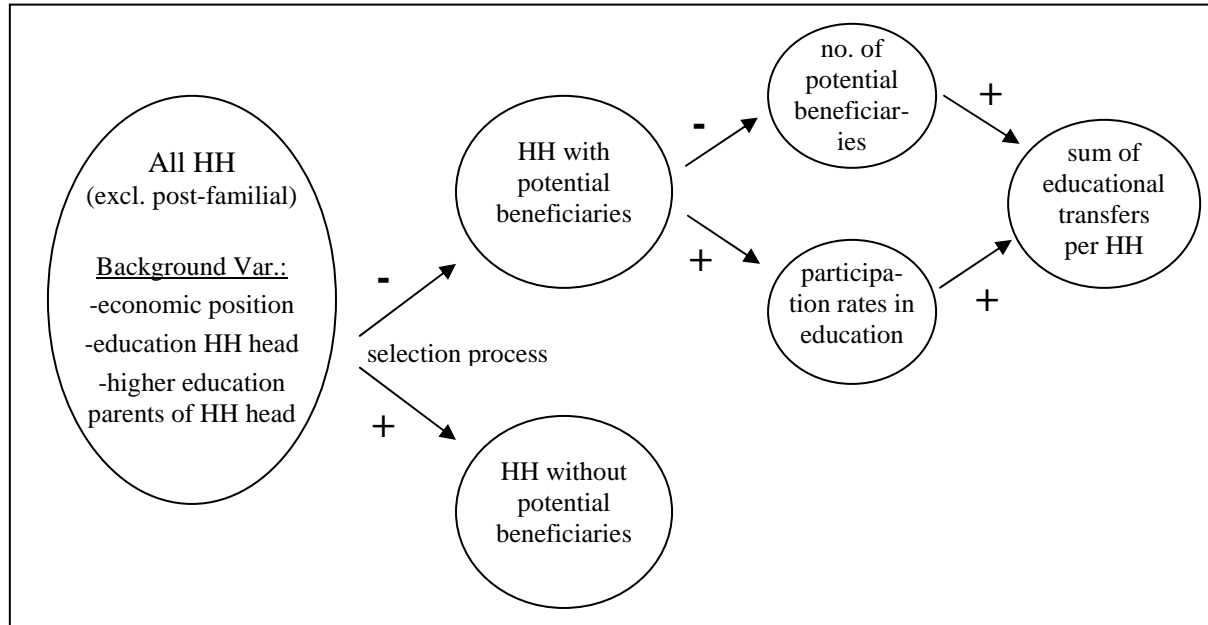 All HH
(excl. post-familial)
Background Var.:
-economic position
-education HH head
-higher education
parents of HH head
-
selection process
+
HH with
potential
beneficiaries
HH without
potential
beneficiaries
-
+
no. of
potential
beneficiar-
ies
participa-
tion rates in
education
+
+
sum of
educational
transfers
per HH